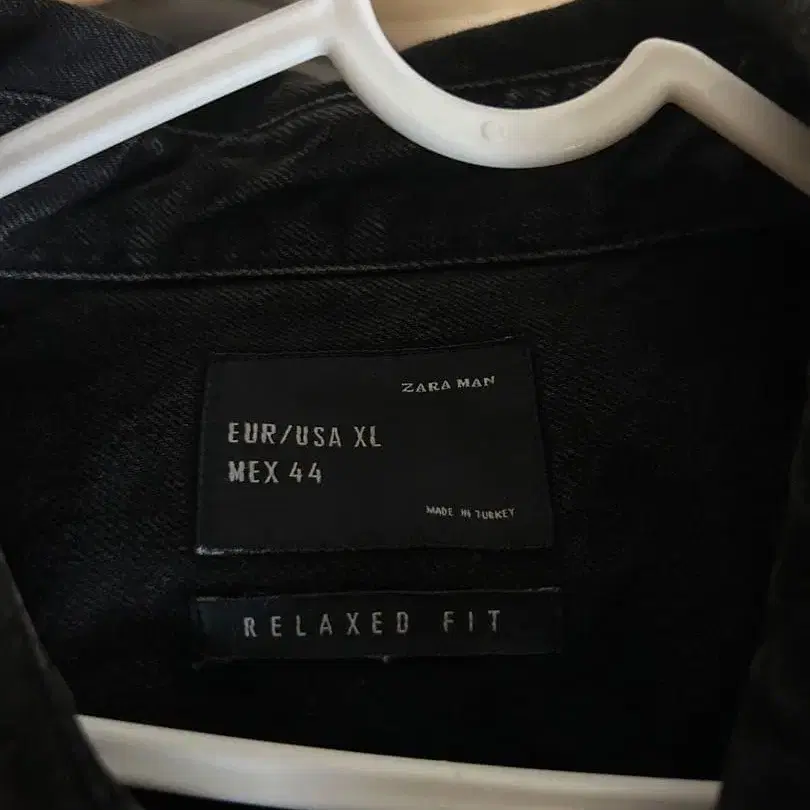 ZARA MAN
EUR/USA XL
MEX 44
MADE IN TURKEY
RELAXED FIT